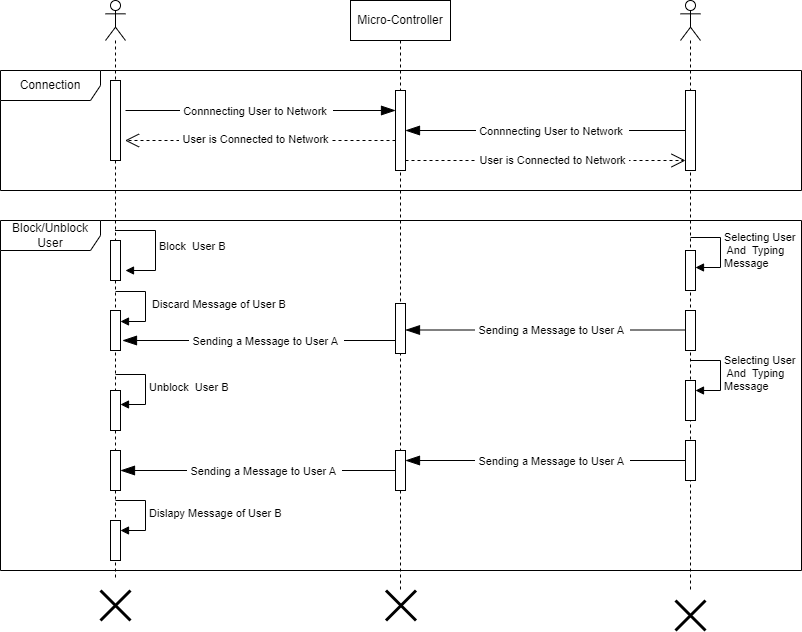 Micro-Controller
Connection
Connnecting User to Network
Connnecting User to Network
User is Connected to Network
User is Connected to Network
Block/Unblock
User
Selecting User
And Typing
Message
Block User B
Discard Message of User B
Sending a Message to User A
Sending a Message to User A
Selecting User
And Typing
Message
Unblock User B
Sending a Message to User A
Sending a Message to User A
Dislapy Message of User B